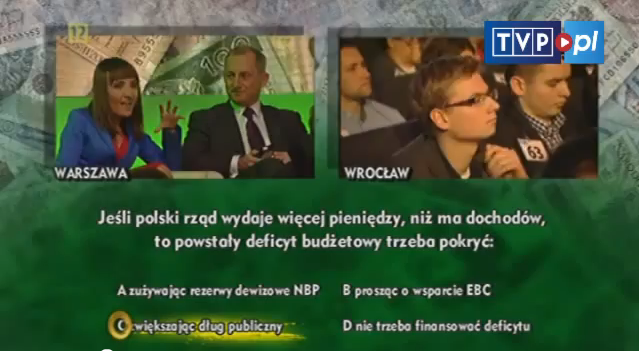 12
TVP.pl
WARSZAWA
63
WROCŁAW
Jeśli polski rząd wydaje więcej pieniędzy, niż ma dochodów,
to powstały deficyt budżetowy trzeba pokryć:
A zużywając rezerwy dewizowe NBP
B prosząc o wsparcie EBC
C większając dług publiczny
D nie trzeba finansować deficytu